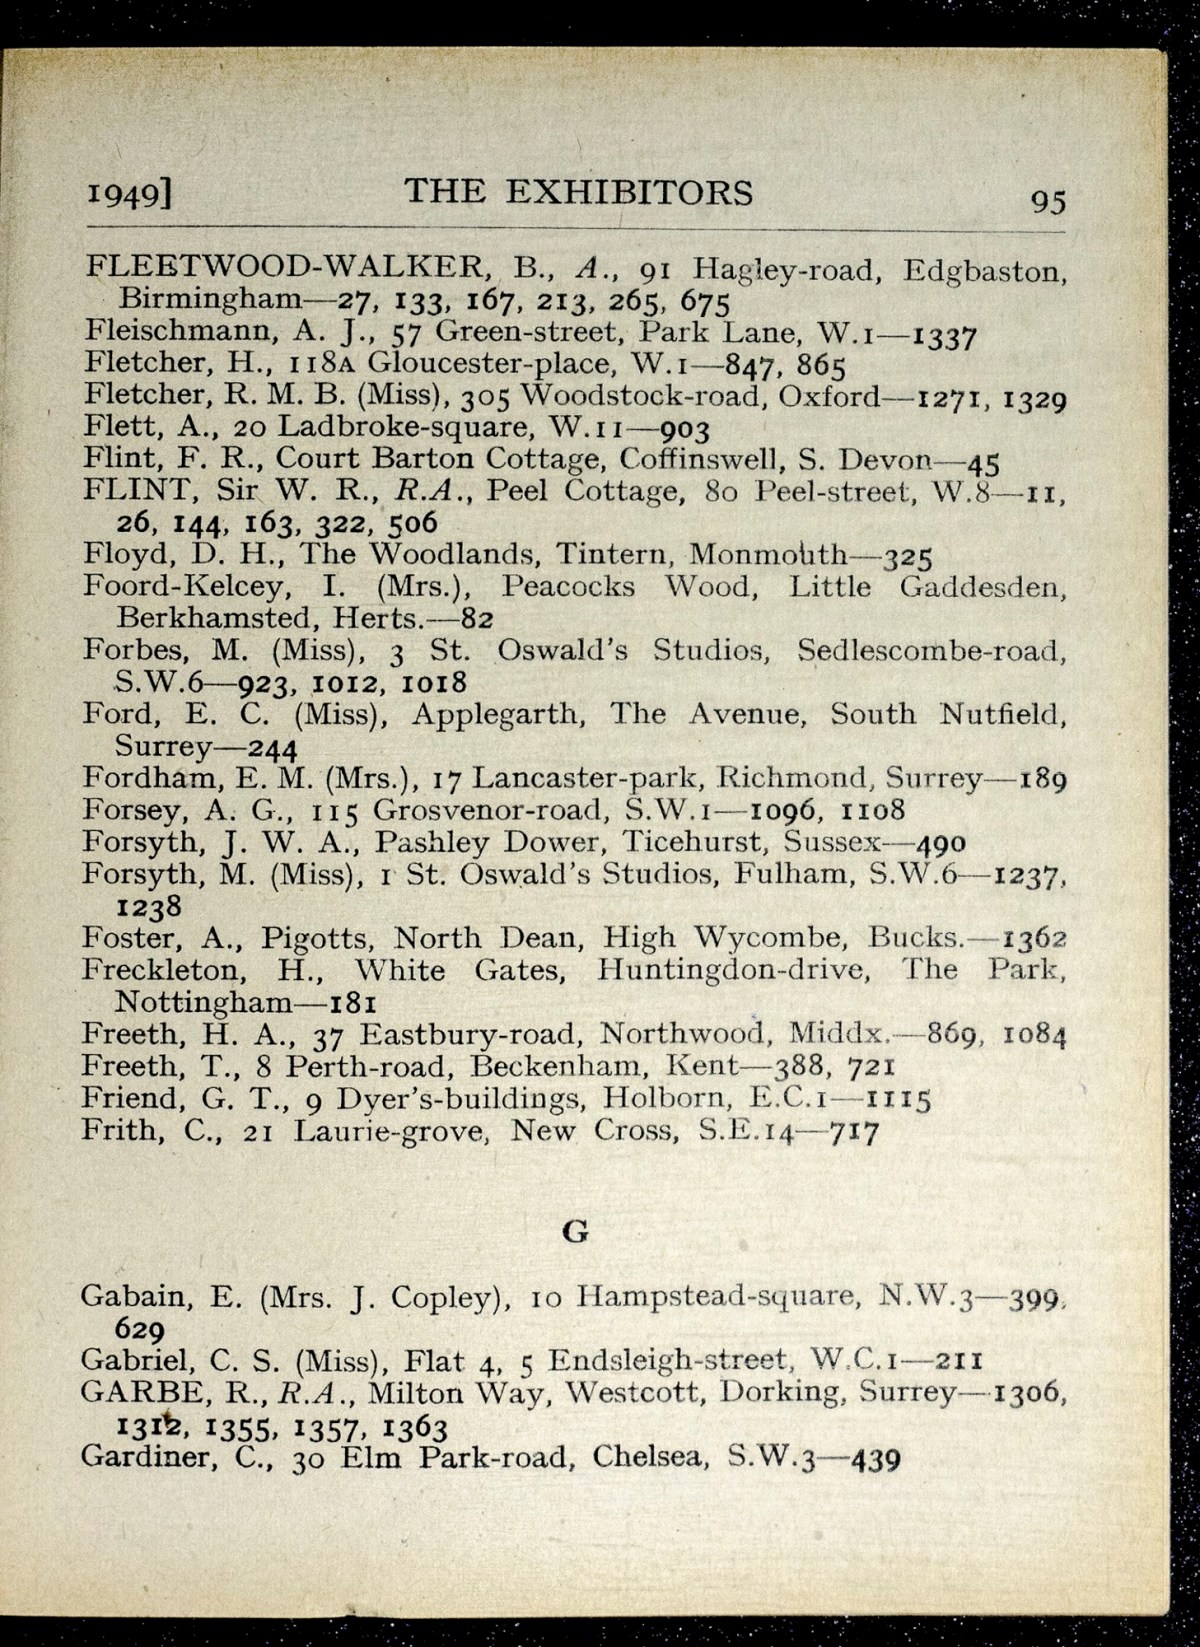 1949] THE EXHIBITORS 95
FLEETWOOD-WALKER, B., A., 91 Hagley-road, Edgbaston,
Birmingham—27, 133, 167, 213, 265, 675
Fleischmann, A. J., 57 Green-street, Park Lane, W.1—1337
Fletcher, H., 118A Gloucester-place, W.1—847, 865
Fletcher, R. M. B. (Miss), 305 Woodstock-road, Oxford—1271, 1329
Flett, A., 20 Ladbroke-square, W.11—903
Flint, F. R., Court Barton Cottage, Coffinswell, S. Devon—45
FLINT, Sir W. R., R.A., Peel Cottage, 80 Peel-street, W.8—11,
26, 144, 163, 322, 506
Floyd, D. H., The Woodlands, Tintern, Monmouth—325
Foord-Kelcey, I. (Mrs.), Peacocks Wood, Little Gaddesden,
Berkhamsted, Herts.—82
Forbes, M. (Miss), 3 St. Oswald's Studios, Sedlescombe-road,
S.W.6—923, 1012, 1018
Ford, E. C. (Miss), Applegarth, The Avenue, South Nutfield,
Surrey—244
Fordham, E. M. (Mrs.), 17 Lancaster-park, Richmond, Surrey—189
Forsey, A. G., 115 Grosvenor-road, S.W.1—1096, 1108
Forsyth, J. W. A., Pashley Dower, Ticehurst, Sussex—490
Forsyth, M. (Miss), 1 St. Oswald's Studios, Fulham, S.W.6—1237,
1238
Foster, A., Pigotts, North Dean, High Wycombe, Bucks.—1362
Freckleton, H., White Gates, Huntingdon-drive, The Park,
Nottingham—181
Freeth, H. A., 37 Eastbury-road, Northwood, Middx.—869, 1084
Freeth, T., 8 Perth-road, Beckenham, Kent—388, 721
Friend, G. T., 9 Dyer's-buildings, Holborn, E.C.1—1115
Frith, C., 21 Laurie-grove, New Cross, S.E.14—717
G
Gabain, E. (Mrs. J. Copley), 10 Hampstead-square, N.W.3—399,
629
Gabriel, C. S. (Miss), Flat 4, 5 Endsleigh-street, W.C.1—211
GARBE, R., R.A., Milton Way, Westcott, Dorking, Surrey—1306,
1312, 1355, 1357, 1363
Gardiner, C., 30 Elm Park-road, Chelsea, S.W.3—439